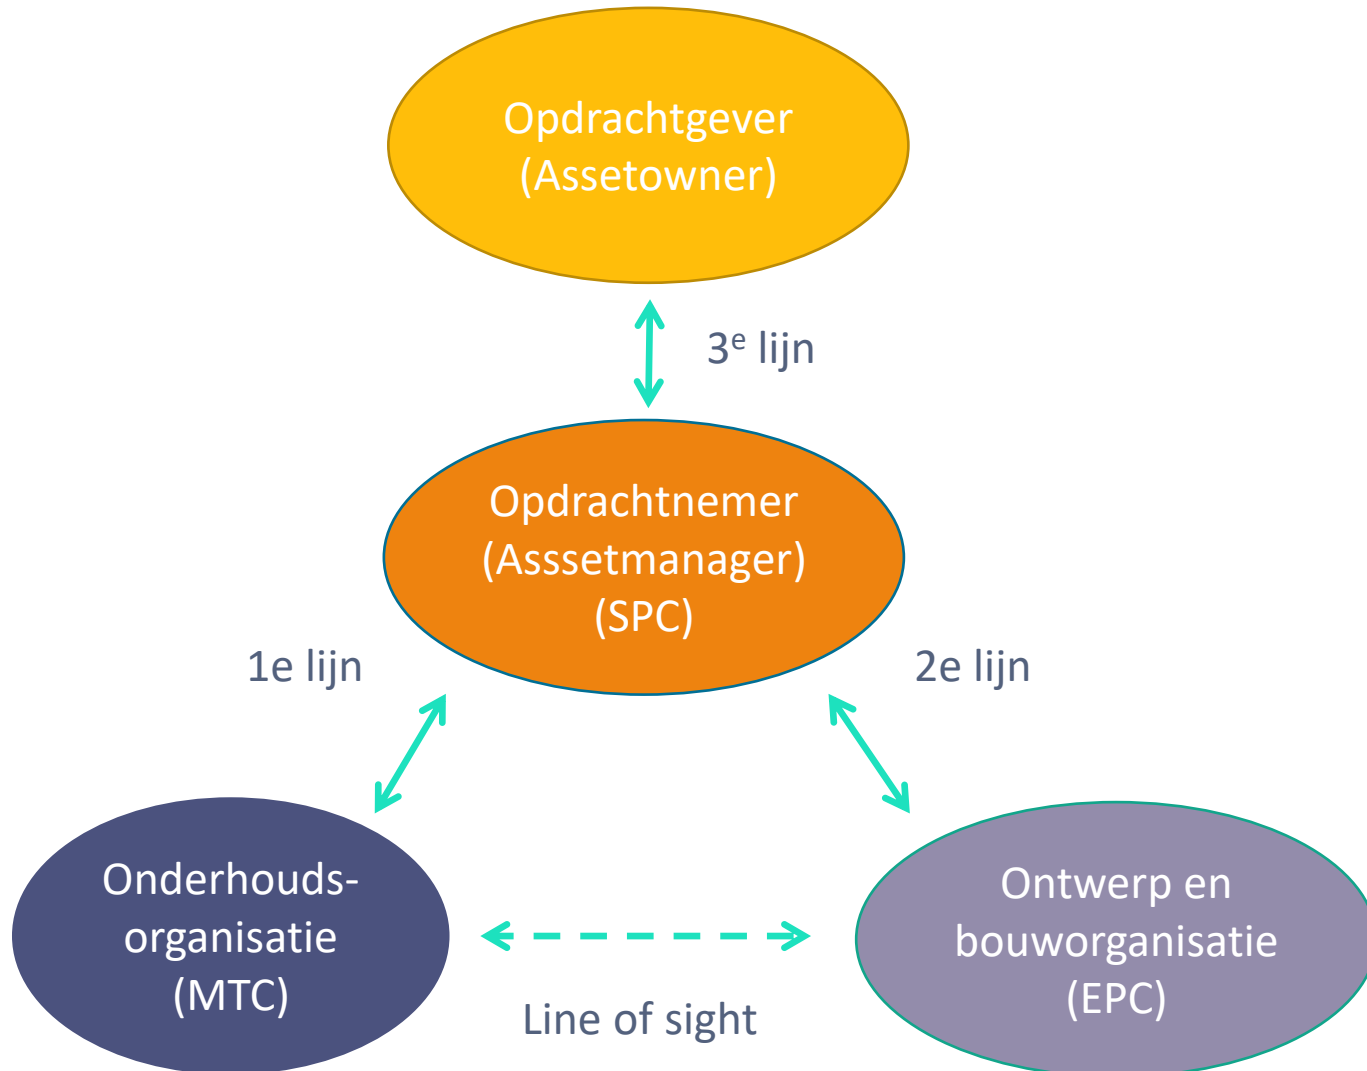 Opdrachtgever
(Assetowner)
3e lijn
Opdrachtnemer
(Asssetmanager)
(SPC)
1e lijn
2e lijn
Onderhouds-
organisatie
(MTC)
Ontwerp en
bouworganisatie
(EPC)
Line of sight